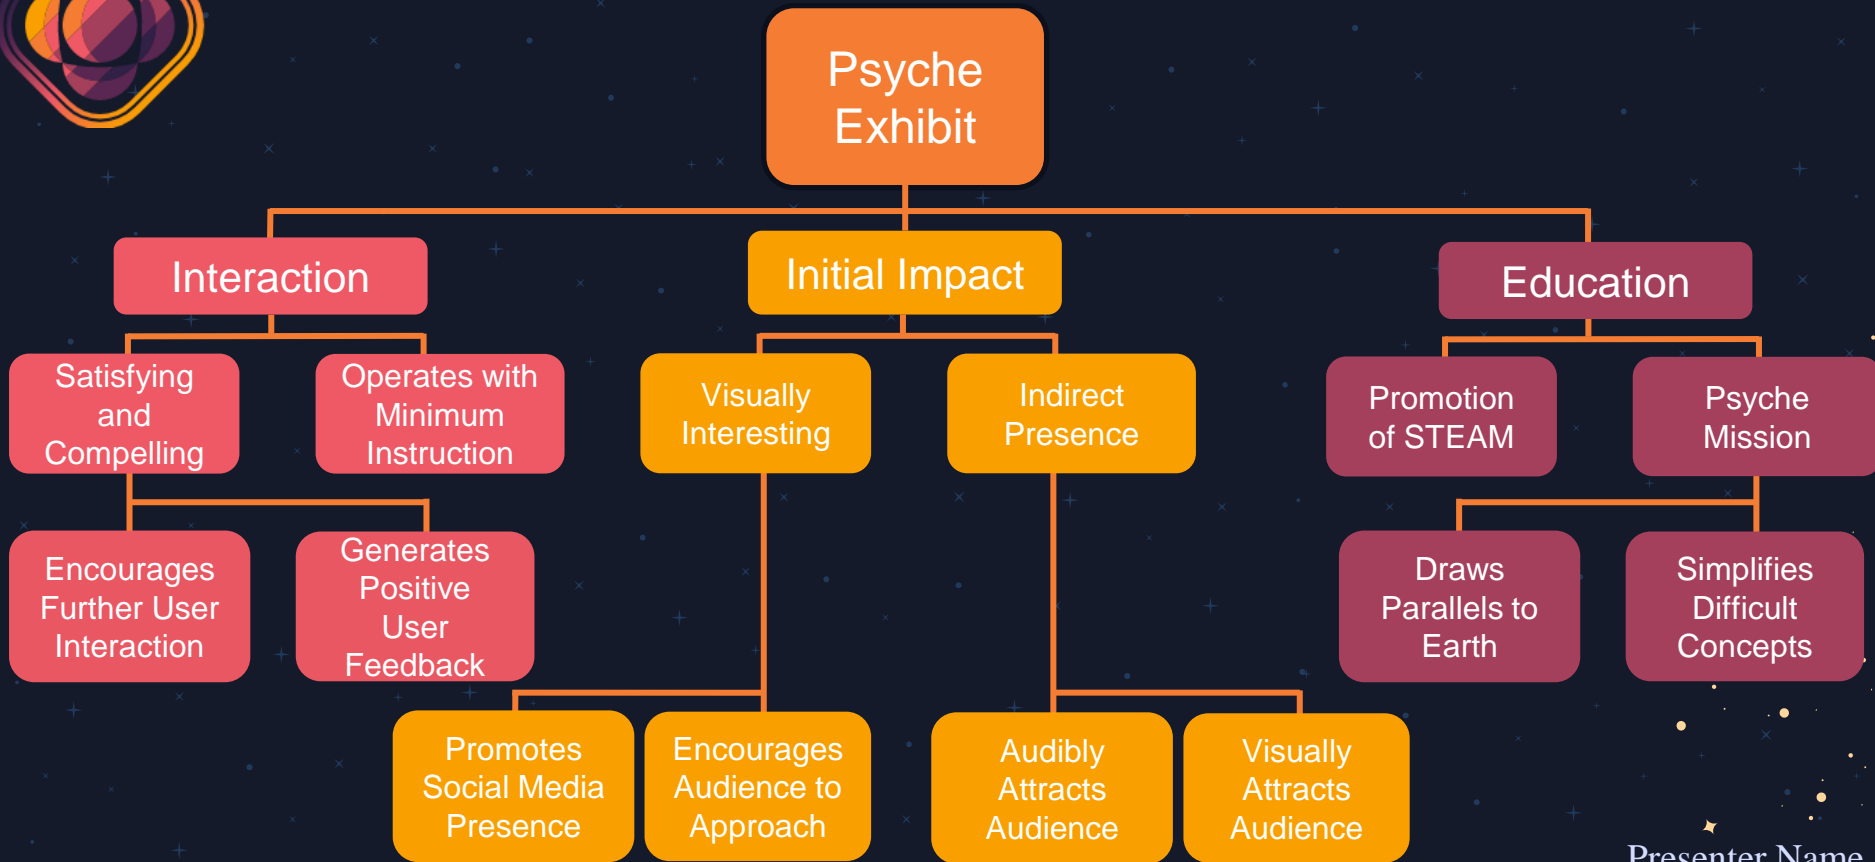 Psyche
Exhibit
Interaction
Initial Impact
Education
Satisfying
and
Compelling
Operates with
Minimum
Instruction
Visually
Interesting
Indirect
Presence
Promotion
of STEAM
Psyche
Mission
Encourages
Further User
Interaction
Generates
Positive
User
Feedback
Draws
Parallels to
Earth
Simplifies
Difficult
Concepts
Promotes
Social Media
Presence
Encourages
Audience to
Approach
Audibly
Attracts
Audience
Visually
Attracts
Audience
Presenter Name